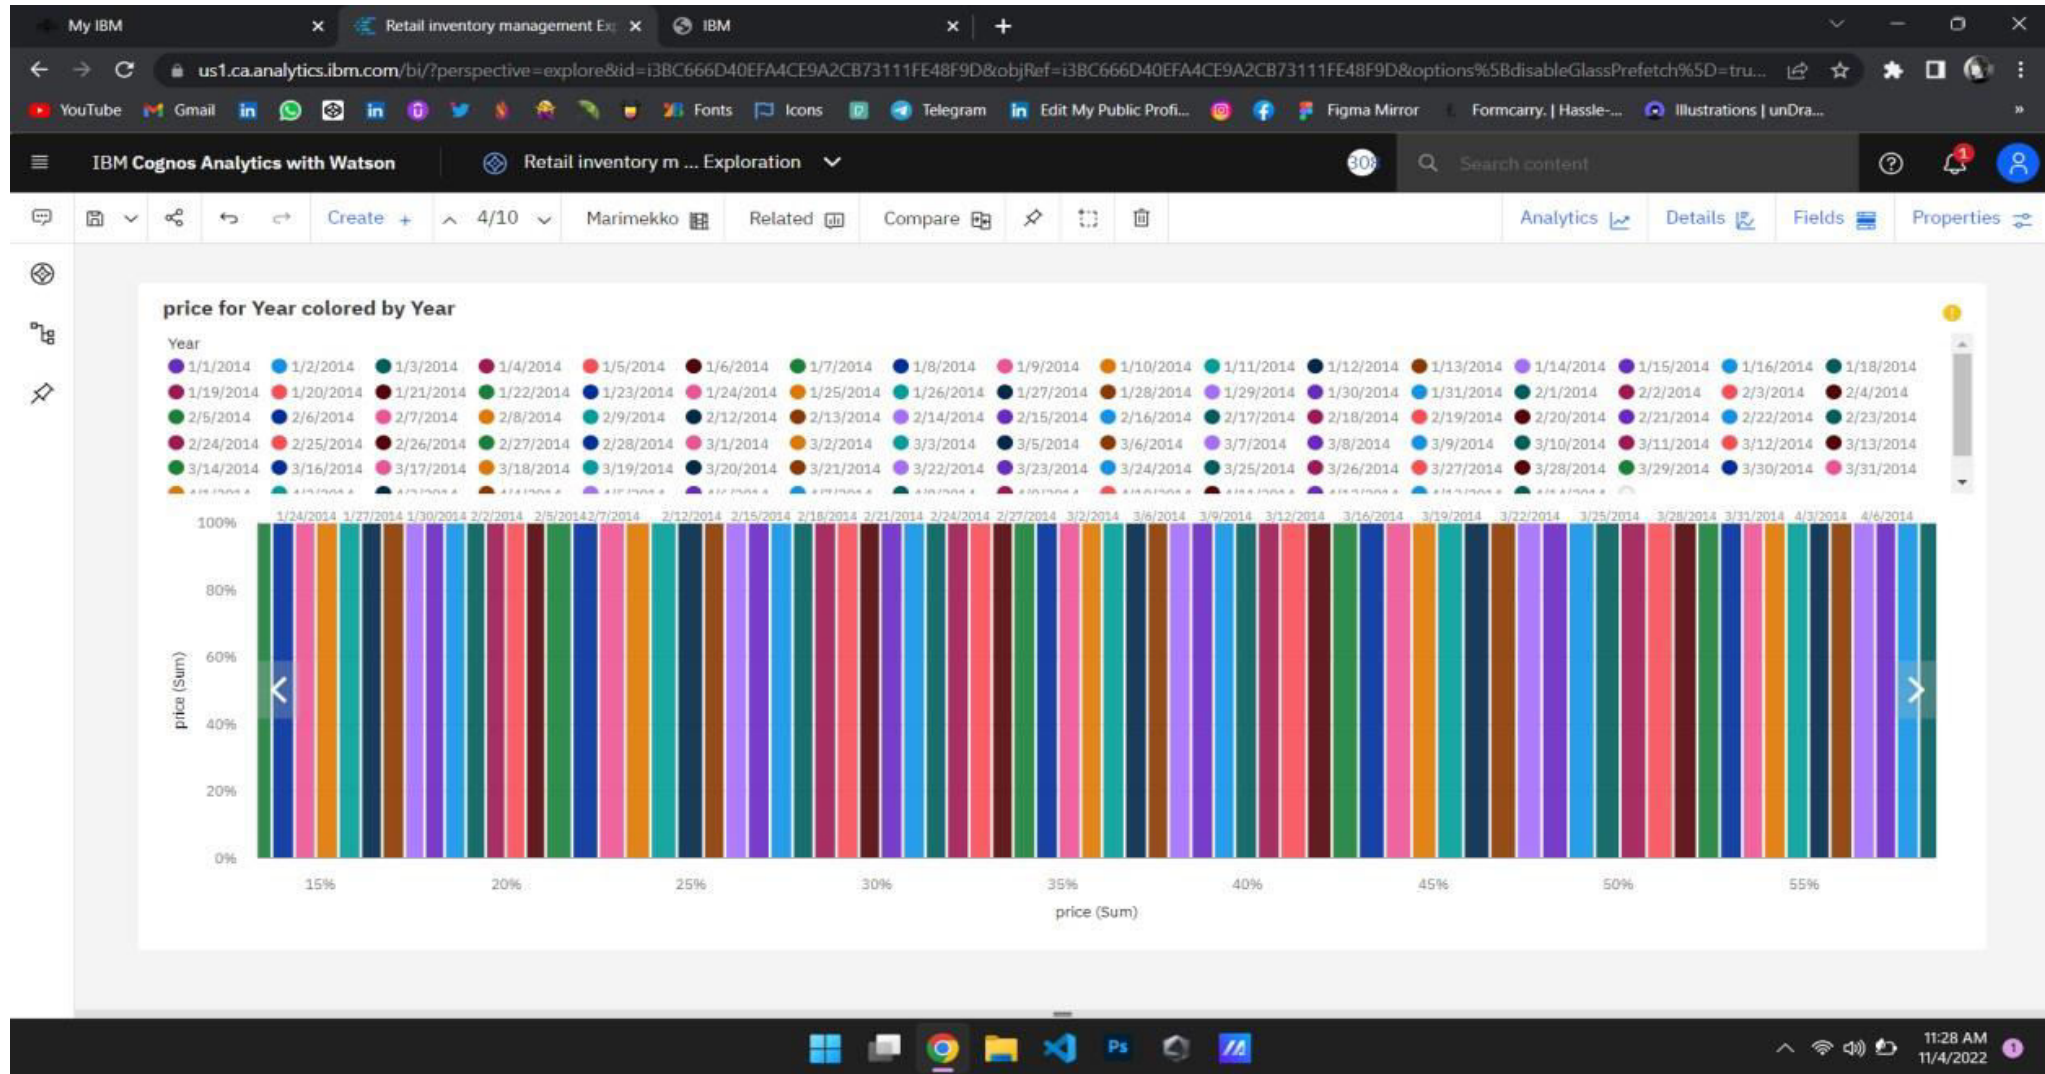 My IBM
Retail inventory management Ex
IBM
us1.ca.analytics.ibm.com/bi/?perspective=explore&id=i3BC666D40EFA4CE9A2CB73111FE48F9D&objRef=i3BC666D40EFA4CE9A2CB73111FE48F9D&options%5BdisableGlassPrefetch%5D=tru...
YouTube Gmail Fonts Icons Telegram Edit My Public Profi... Figma Mirror Formcarry. | Hassle-... Illustrations | unDra... »
IBM Cognos Analytics with Watson Retail inventory m ... Exploration Search content 1
Create + 4/10 Marimekko Related Compare Analytics Details Fields Properties
price for Year colored by Year
Year
1/1/2014 1/2/2014 1/3/2014 1/4/2014 1/5/2014 1/6/2014 1/7/2014 1/8/2014 1/9/2014 1/10/2014 1/11/2014 1/12/2014 1/13/2014 1/14/2014 1/15/2014 1/16/2014 1/18/2014
1/19/2014 1/20/2014 1/21/2014 1/22/2014 1/23/2014 1/24/2014 1/25/2014 1/26/2014 1/27/2014 1/28/2014 1/29/2014 1/30/2014 1/31/2014 2/1/2014 2/2/2014 2/3/2014 2/4/2014
2/5/2014 2/6/2014 2/7/2014 2/8/2014 2/9/2014 2/12/2014 2/13/2014 2/14/2014 2/15/2014 2/16/2014 2/17/2014 2/18/2014 2/19/2014 2/20/2014 2/21/2014 2/22/2014 2/23/2014
2/24/2014 2/25/2014 2/26/2014 2/27/2014 2/28/2014 3/1/2014 3/2/2014 3/3/2014 3/5/2014 3/6/2014 3/7/2014 3/8/2014 3/9/2014 3/10/2014 3/11/2014 3/12/2014 3/13/2014
3/14/2014 3/16/2014 3/17/2014 3/18/2014 3/19/2014 3/20/2014 3/21/2014 3/22/2014 3/23/2014 3/24/2014 3/25/2014 3/26/2014 3/27/2014 3/28/2014 3/29/2014 3/30/2014 3/31/2014
1/24/2014 1/27/2014 1/30/2014 2/2/2014 2/5/2014 2/7/2014 2/12/2014 2/15/2014 2/18/2014 2/21/2014 2/24/2014 2/27/2014 3/2/2014 3/6/2014 3/9/2014 3/12/2014 3/16/2014 3/19/2014 3/22/2014 3/25/2014 3/28/2014 3/31/2014 4/3/2014 4/6/2014
100%
80%
60%
40%
20%
0%
price (Sum)
15% 20% 25% 30% 35% 40% 45% 50% 55%
price (Sum)
Ps
11:28 AM
11/4/2022
1